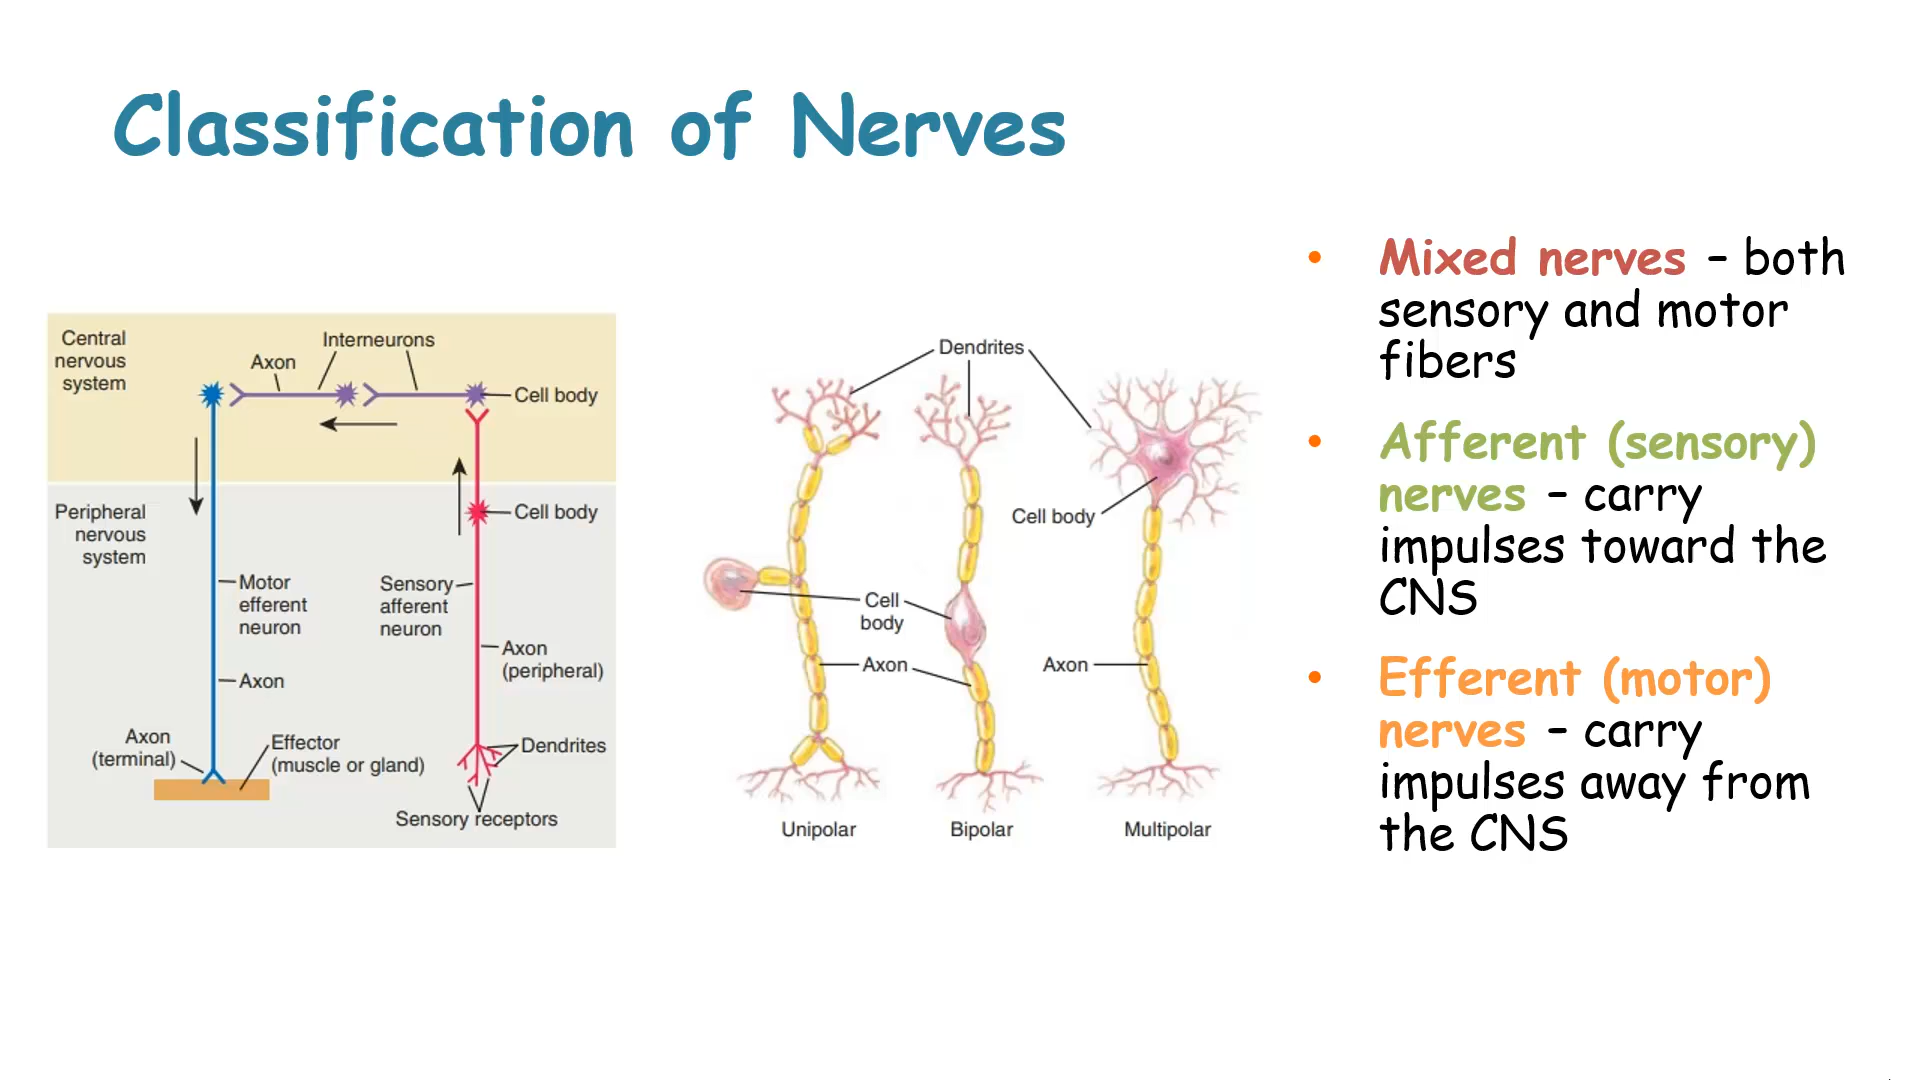 Classification of Nerves
Central
nervous
system
Axon
Interneurons
Cell body
Peripheral
nervous
system
Cell body
Motor
efferent
neuron
Sensory
afferent
neuron
Axon
(peripheral)
Axon
Axon
(terminal)
Effector
(muscle or gland)
Dendrites
Sensory receptors
Dendrites
Cell body
Cell
body
Axon
Axon
Unipolar
Bipolar
Multipolar
• Mixed nerves – both
sensory and motor
fibers
• Afferent (sensory)
nerves – carry
impulses toward the
CNS
• Efferent (motor)
nerves – carry
impulses away from
the CNS